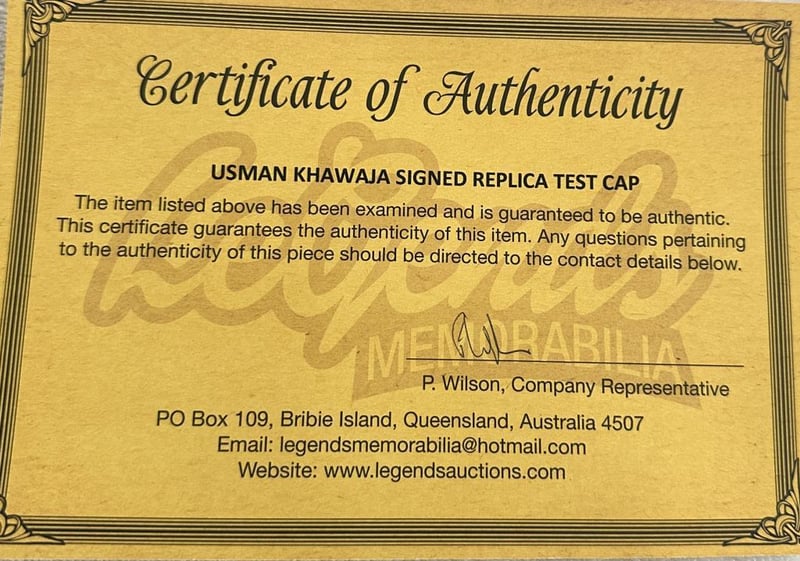 Certificate of Authenticity
USMAN KHAWAJA SIGNED REPLICA TEST CAP
The item listed above has been examined and is guaranteed to be authentic.
This certificate guarantees the authenticity of this item. Any questions pertaining
to the authenticity of this piece should be directed to the contact details below.
Legends
MEMORABILIA
P. Wilson, Company Representative
PO Box 109, Bribie Island, Queensland, Australia 4507
Email: legendsmemorabilia@hotmail.com
Website: www.legendsauctions.com